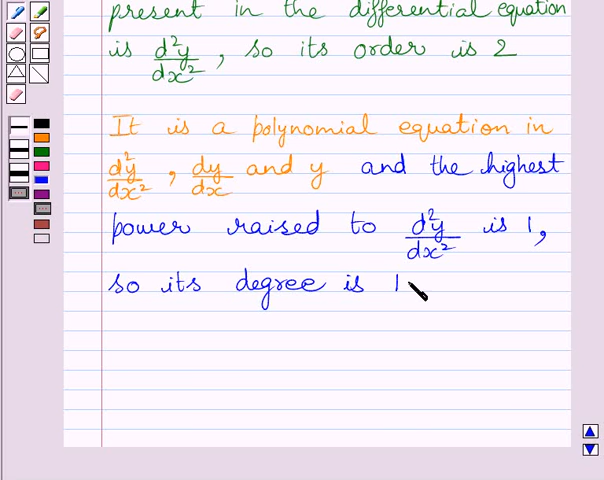 present in the differential equation
is d²y/dx², so its order is 2
It is a polynomial equation in
d²y/dx², dy/dx and y and the highest
power raised to d²y/dx² is 1,
so its degree is 1